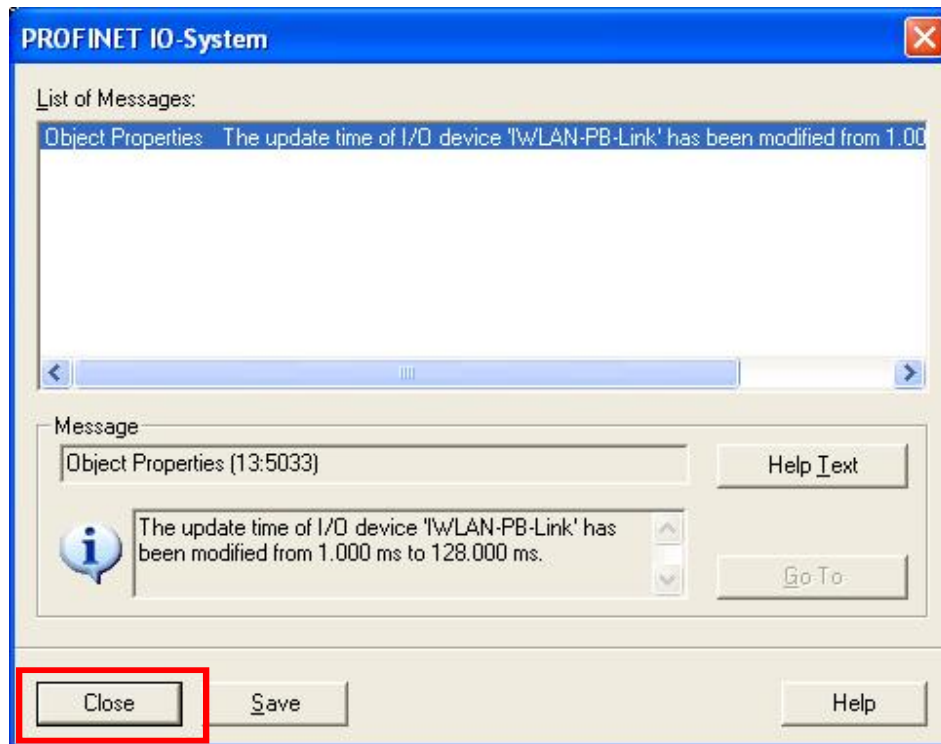 PROFINET IO-System
List of Messages:
Object Properties The update time of I/O device 'IWLAN-PB-Link' has been modified from 1.00
Message
Object Properties (13:5033)
Help Text
The update time of I/O device 'IWLAN-PB-Link' has
been modified from 1.000 ms to 128.000 ms.
Go To
Close
Save
Help